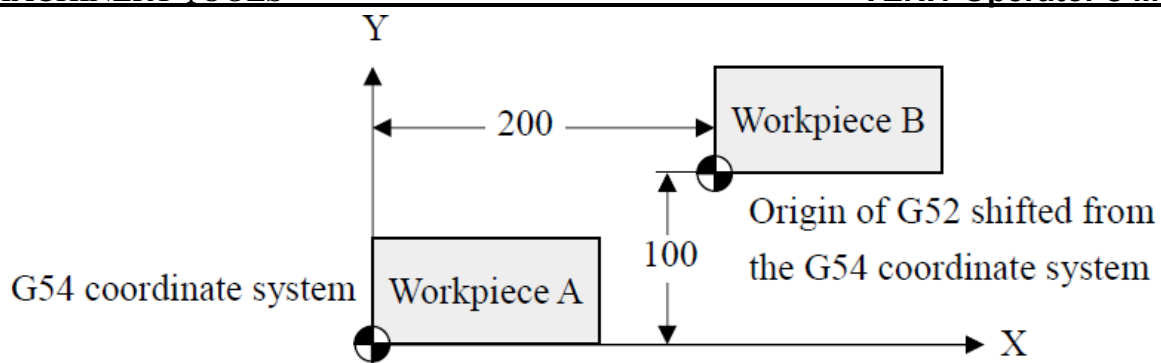 Y
200
Workpiece B
Origin of G52 shifted from
the G54 coordinate system
100
G54 coordinate system
Workpiece A
X